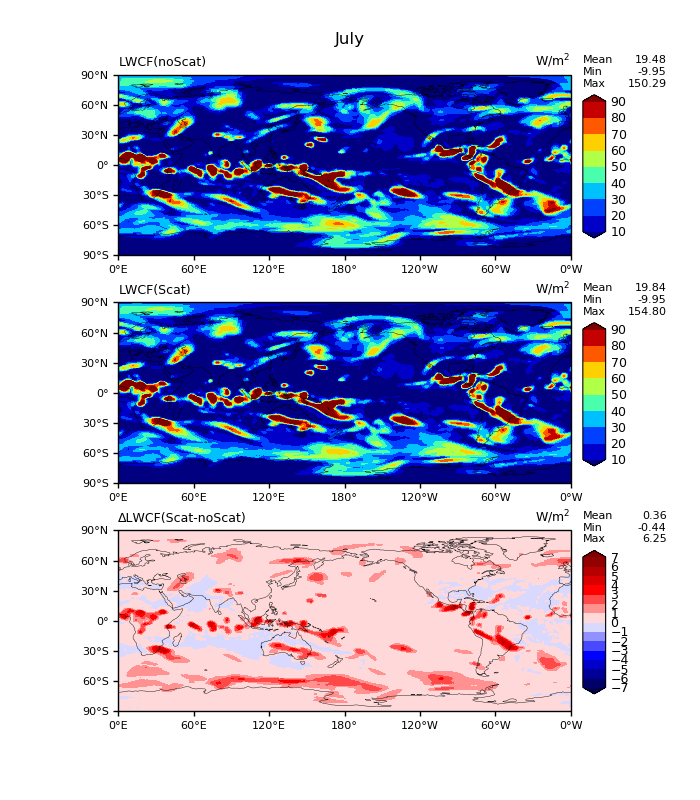 July
LWCF(noScat) W/m² Mean 19.48
Min -9.95
Max 150.29
90°N
60°N
30°N
0°
30°S
60°S
90°S
0°E 60°E 120°E 180° 120°W 60°W 0°W
90
80
70
60
50
40
30
20
10
LWCF(Scat) W/m² Mean 19.84
Min -9.95
Max 154.80
90°N
60°N
30°N
0°
30°S
60°S
90°S
0°E 60°E 120°E 180° 120°W 60°W 0°W
90
80
70
60
50
40
30
20
10
ΔLWCF(Scat-noScat) W/m² Mean 0.36
Min -0.44
Max 6.25
90°N
60°N
30°N
0°
30°S
60°S
90°S
0°E 60°E 120°E 180° 120°W 60°W 0°W
7
6
5
4
3
2
1
0
−1
−2
−3
−4
−5
−6
−7